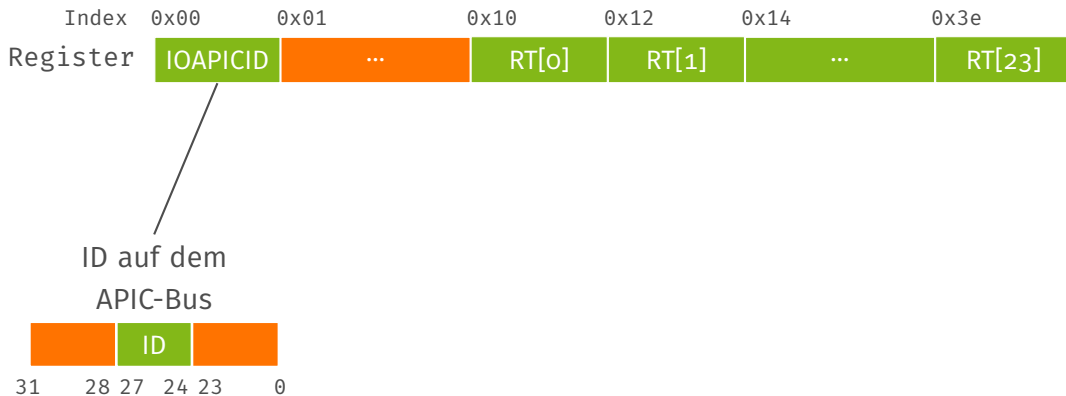 Index 0x00 0x01 0x10 0x12 0x14 0x3e
Register IOAPICID ... RT[0] RT[1] ... RT[23]
ID auf dem
APIC-Bus
ID
31 28 27 24 23 0